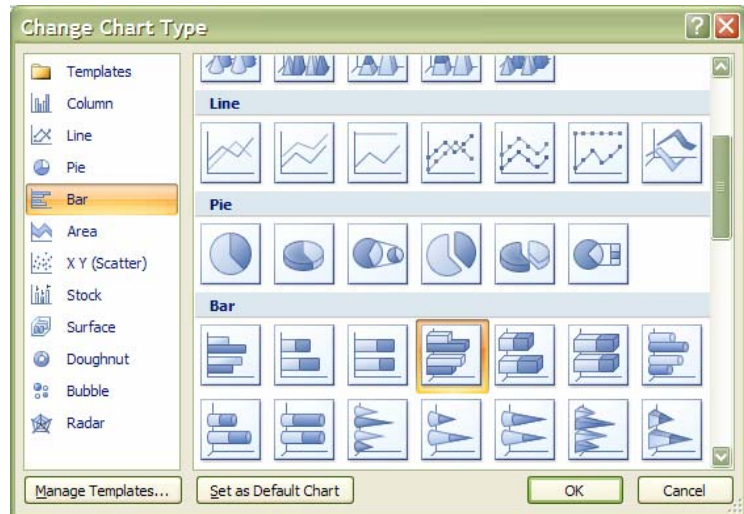 Change Chart Type
Templates
Column
Line
Pie
Bar
Area
X Y (Scatter)
Stock
Surface
Doughnut
Bubble
Radar
Line
Pie
Bar
Manage Templates...
Set as Default Chart
OK
Cancel